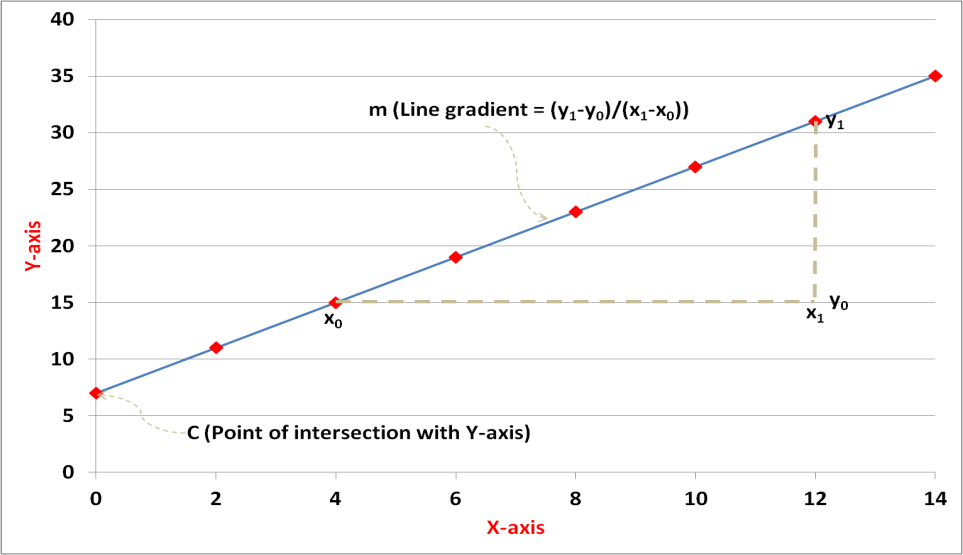 40
35
m (Line gradient = (y₁-y₀)/(x₁-x₀))
30
y₁
25
Y-axis
20
15
x₀
x₁
y₀
10
5
C (Point of intersection with Y-axis)
0
0 2 4 6 8 10 12 14
X-axis